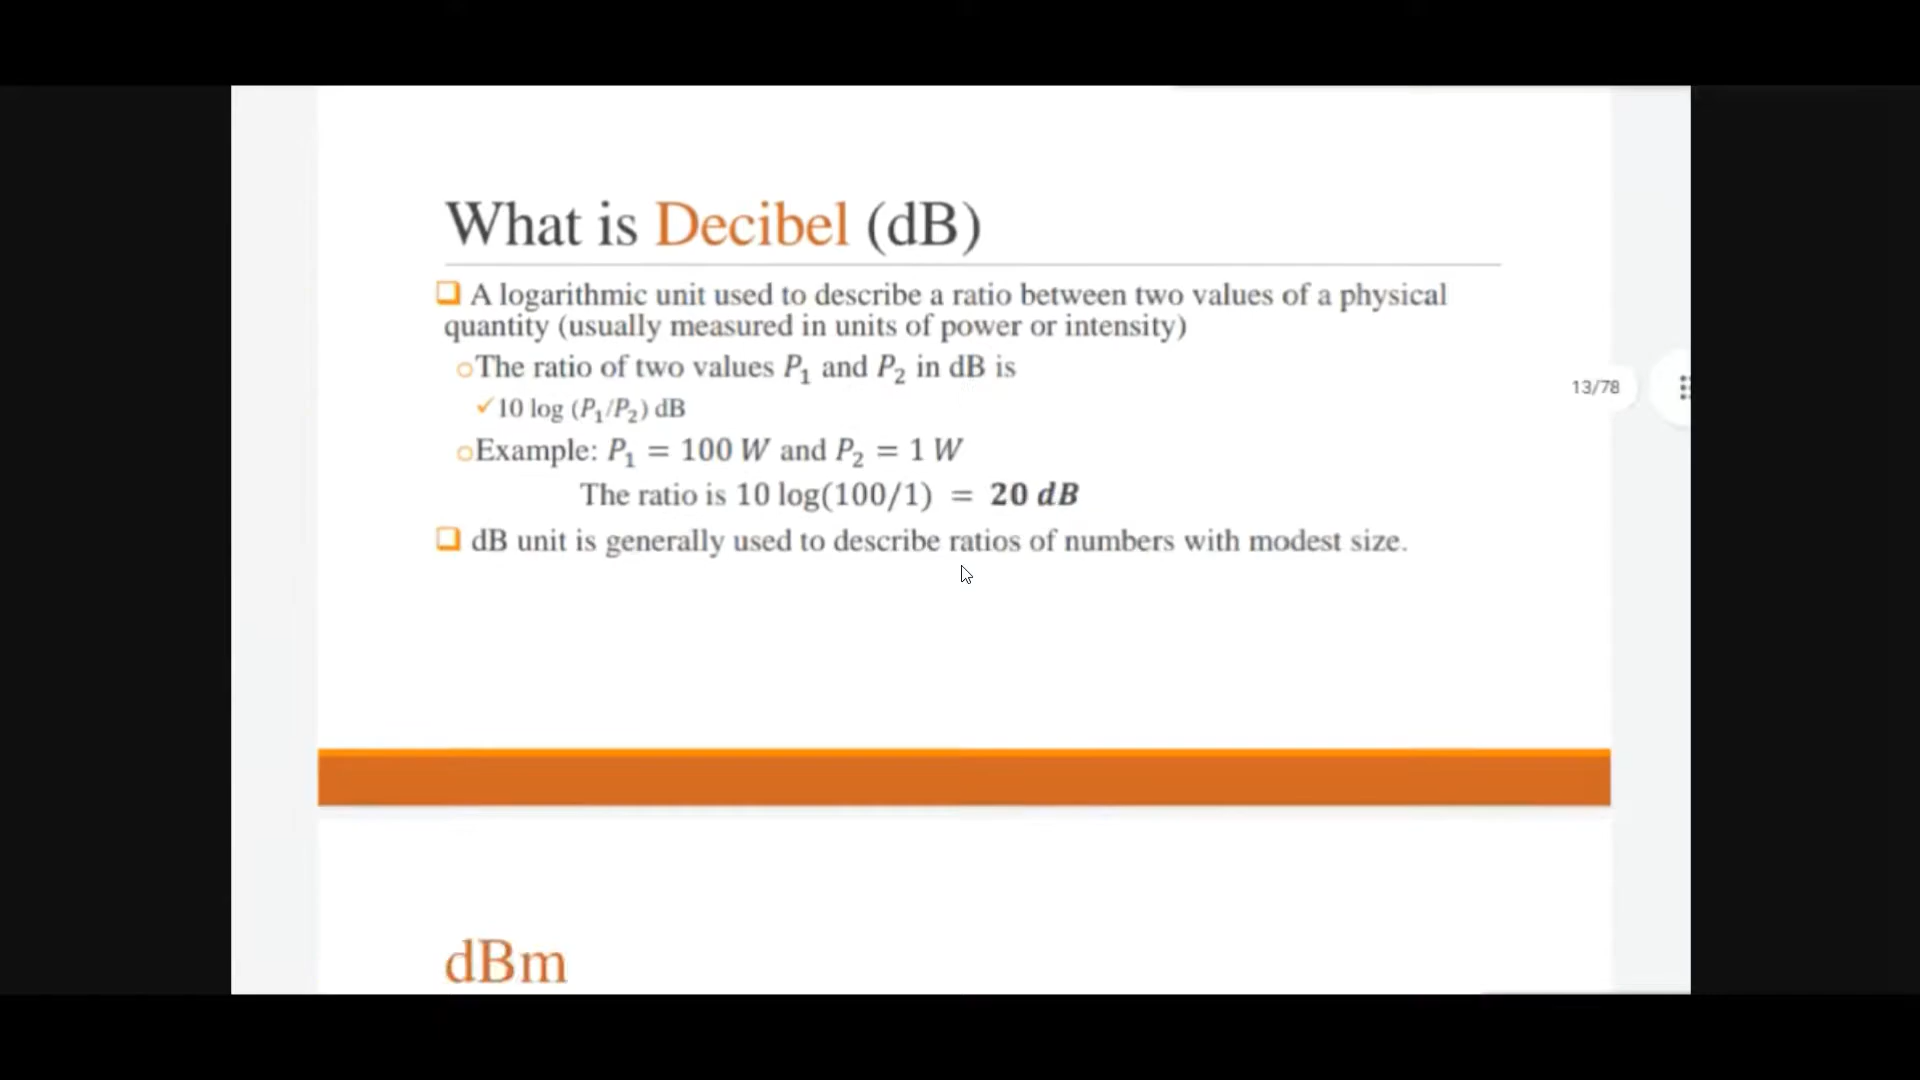 What is Decibel (dB)
A logarithmic unit used to describe a ratio between two values of a physical
quantity (usually measured in units of power or intensity)
The ratio of two values P₁ and P₂ in dB is
10 log (P₁/P₂) dB
13/78
Example: P₁ = 100 W and P₂ = 1 W
The ratio is 10 log(100/1) = 20 dB
dB unit is generally used to describe ratios of numbers with modest size.
dBm